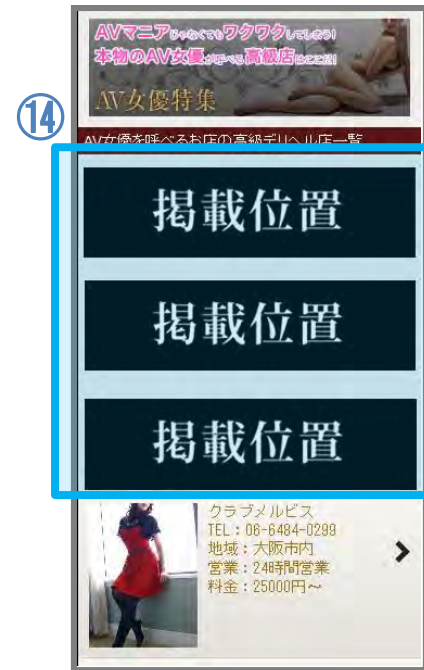 AVマニアじゃなくてもワクワクしてしまう!
本物のAV女優が呼べる高級店はここだ!
AV女優特集
⑭
AV女優を呼べるお店の高級デリヘル店一覧
掲載位置
掲載位置
掲載位置
クラブメルビス
TEL：06-6484-0299
地域：大阪市内
営業：24時間営業
料金：25000円～